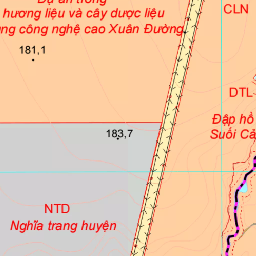 Dự án trồng
hương liệu và cây dược liệu
ứng công nghệ cao Xuân Đường
181,1
CLN
DTL
Đập hồ
Suối Cả
183,7
NTD
Nghĩa trang huyện